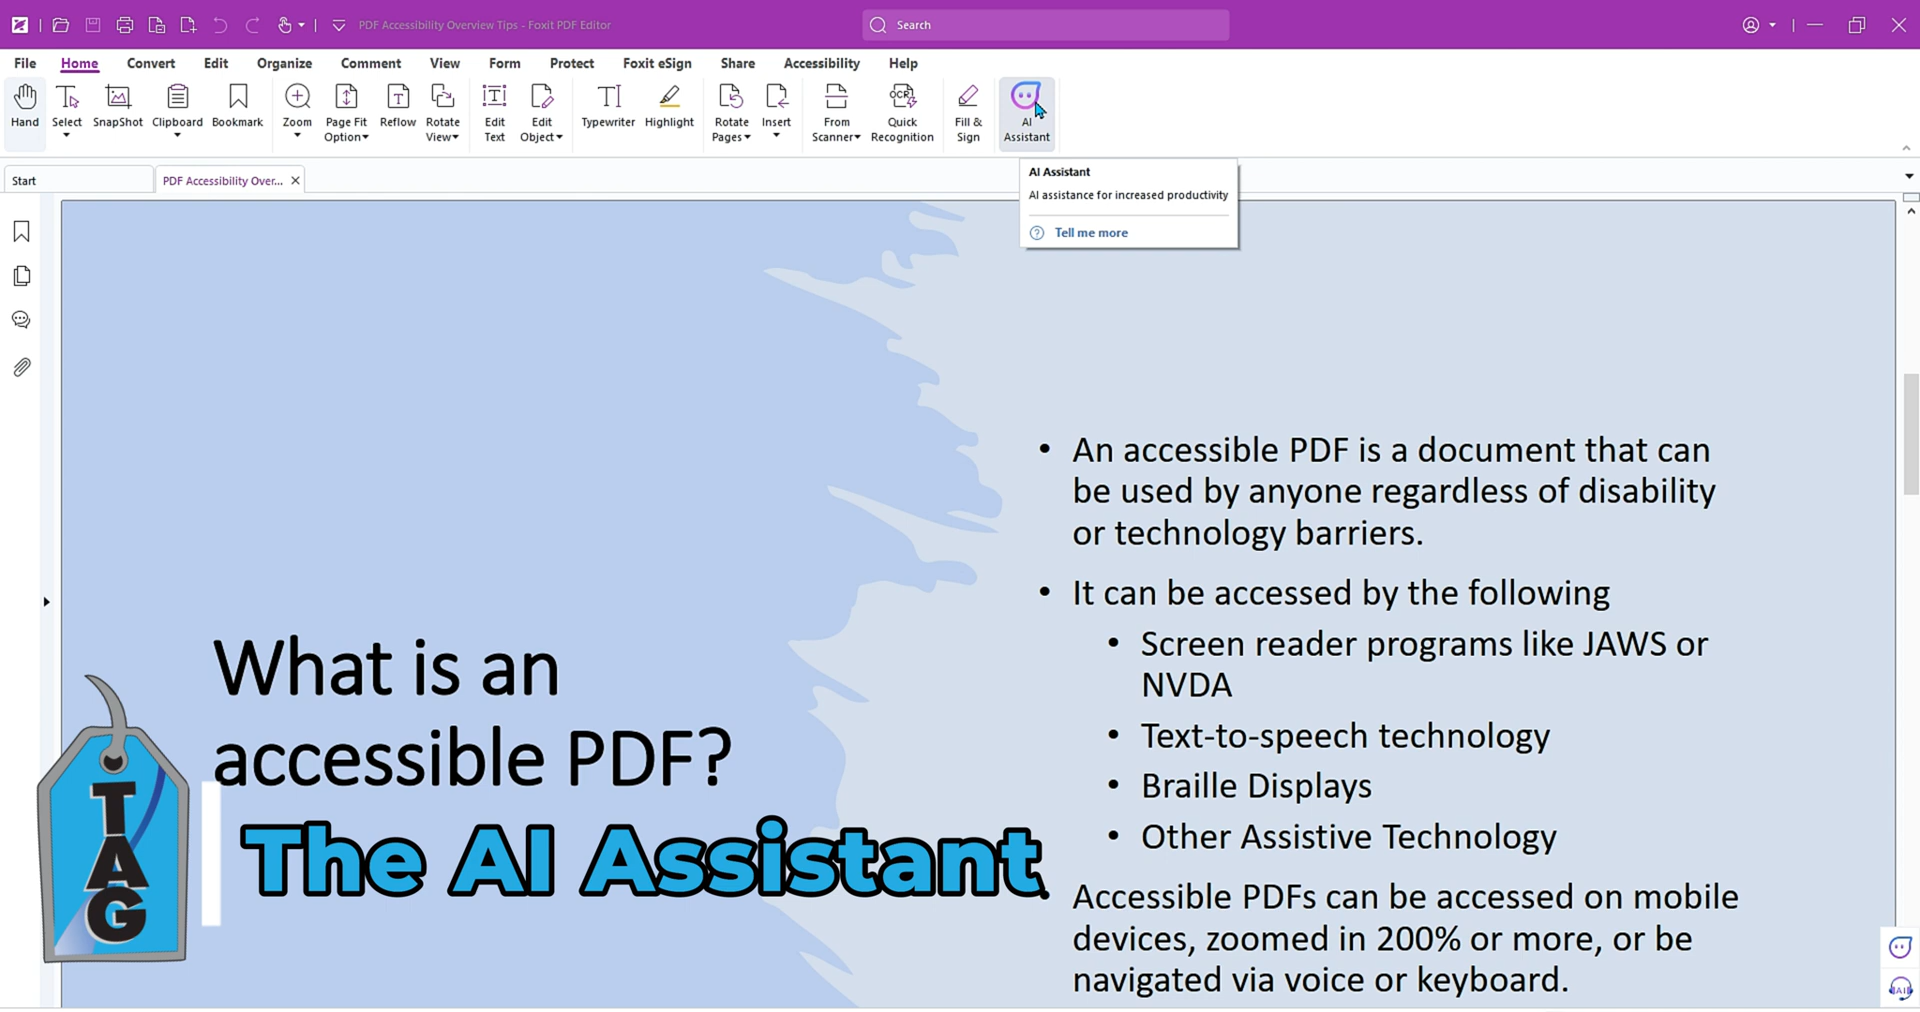 PDF Accessibility Overview Tips - Foxit PDF Editor
Search
File Home Convert Edit Organize Comment View Form Protect Foxit eSign Share Accessibility Help
Hand
Select
SnapShot
Clipboard
Bookmark
Zoom
Page Fit
Option
Reflow
Rotate
View
Edit
Text
Edit
Object
Typewriter
Highlight
Rotate
Pages
Insert
From
Scanner
OCR
Quick
Recognition
Fill &
Sign
AI
Assistant
Start
PDF Accessibility Over...
AI Assistant
AI assistance for increased productivity
? Tell me more
What is an
accessible PDF?
TAG
The AI Assistant
• An accessible PDF is a document that can
be used by anyone regardless of disability
or technology barriers.
• It can be accessed by the following
• Screen reader programs like JAWS or
NVDA
• Text-to-speech technology
• Braille Displays
• Other Assistive Technology
• Accessible PDFs can be accessed on mobile
devices, zoomed in 200% or more, or be
navigated via voice or keyboard.
AI